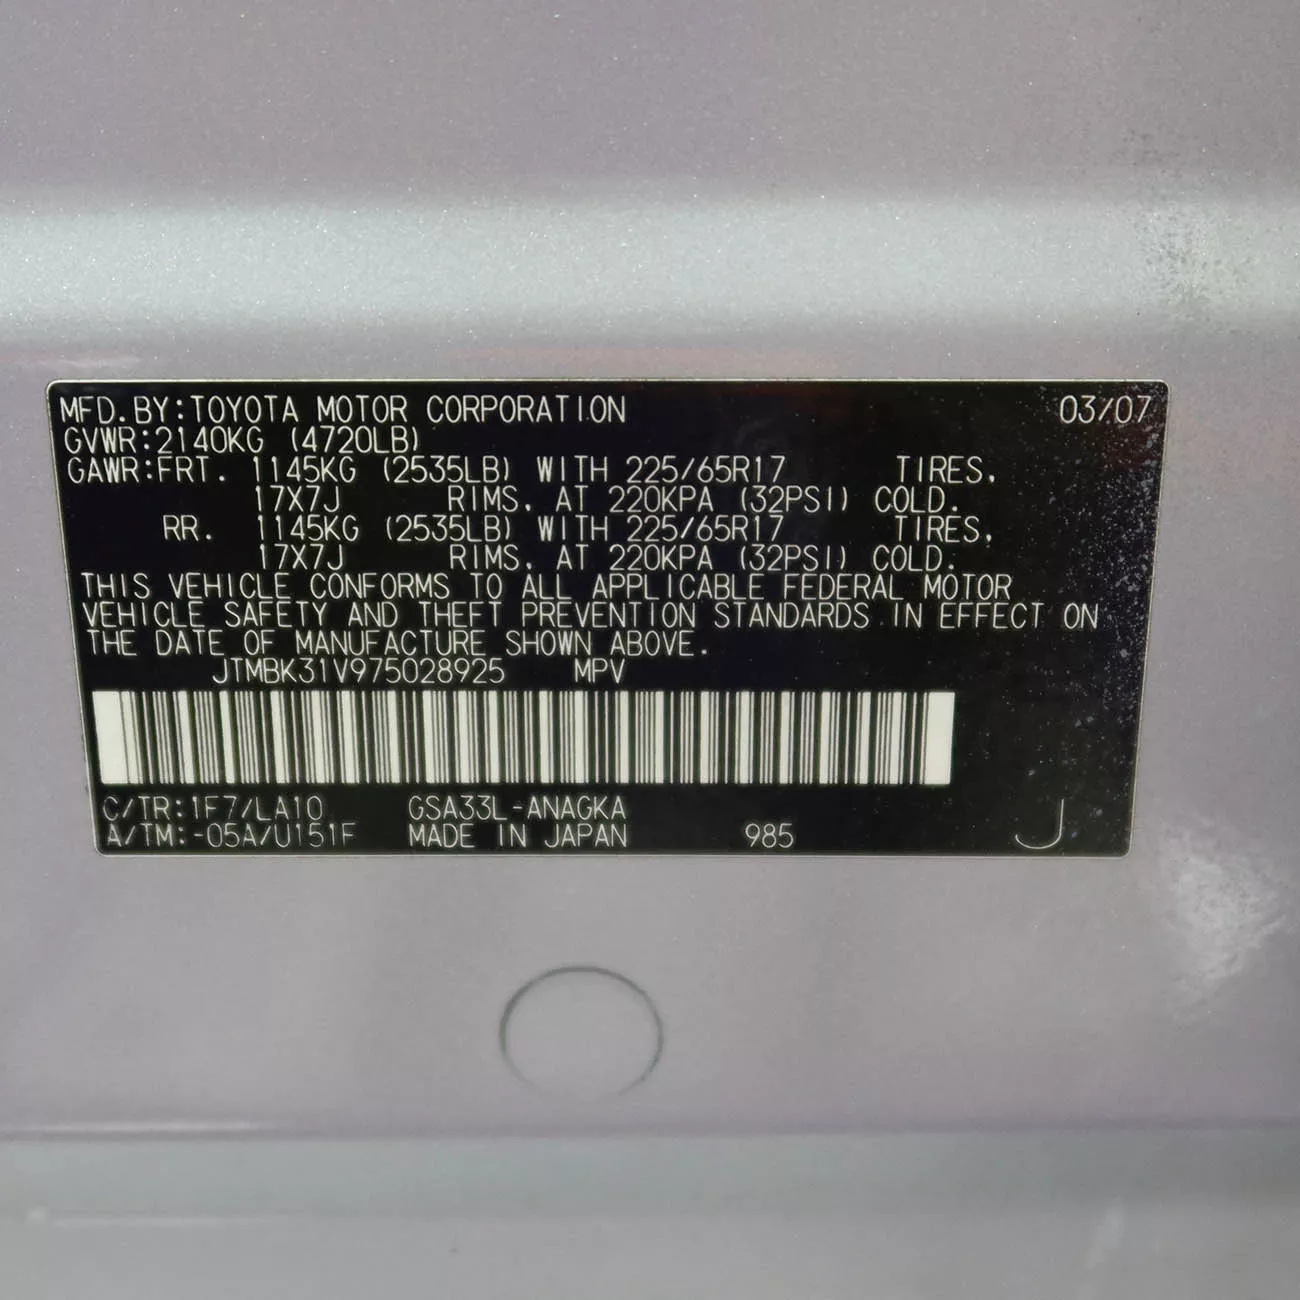 MFD.BY:TOYOTA MOTOR CORPORATION 03/07
GVWR:2140KG (4720LB)
GAWR:FRT. 1145KG (2535LB) WITH 225/65R17 TIRES,
17X7J RIMS, AT 220KPA (32PSI) COLD.
RR. 1145KG (2535LB) WITH 225/65R17 TIRES,
17X7J RIMS, AT 220KPA (32PSI) COLD.
THIS VEHICLE CONFORMS TO ALL APPLICABLE FEDERAL MOTOR
VEHICLE SAFETY AND THEFT PREVENTION STANDARDS IN EFFECT ON
THE DATE OF MANUFACTURE SHOWN ABOVE.
JTMBK31V975028925 MPV
C/TR:1F7/LA10 GSA33L-ANAGKA
A/TM:-05A/U151F MADE IN JAPAN 985 J